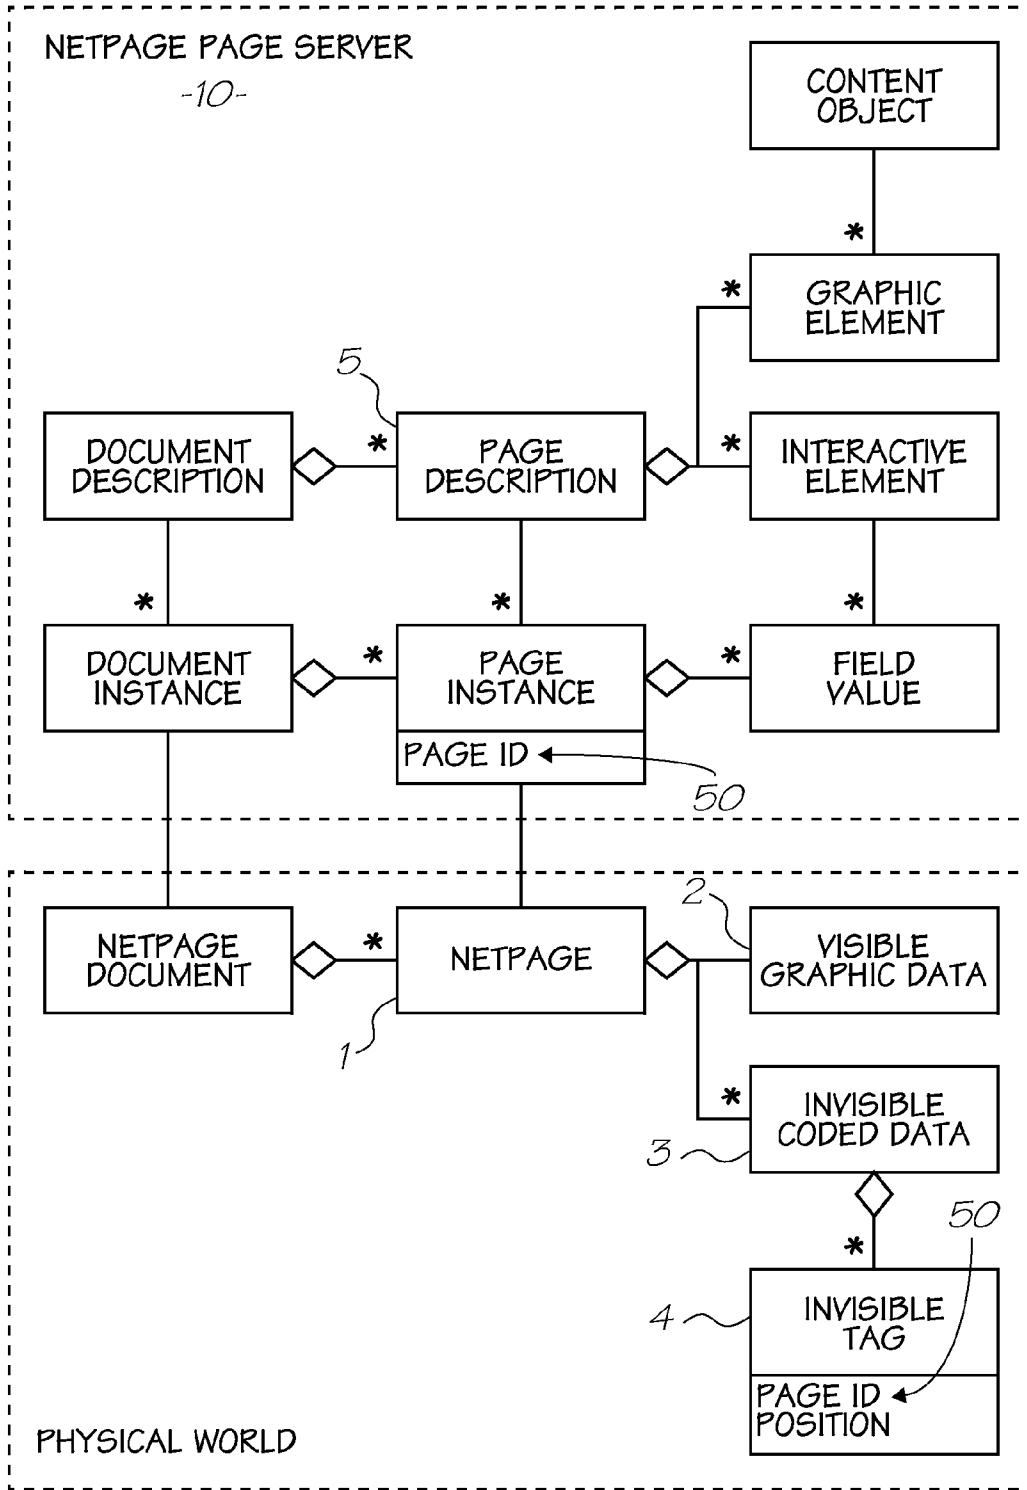 NETPAGE PAGE SERVER
-10-
CONTENT
OBJECT
*
*
GRAPHIC
ELEMENT
5
DOCUMENT
DESCRIPTION
*
PAGE
DESCRIPTION
*
INTERACTIVE
ELEMENT
*
*
*
DOCUMENT
INSTANCE
*
PAGE
INSTANCE
*
FIELD
VALUE
PAGE ID
50
NETPAGE
DOCUMENT
*
NETPAGE
1
2
VISIBLE
GRAPHIC DATA
*
INVISIBLE
CODED DATA
3
50
*
4
INVISIBLE
TAG
PAGE ID
POSITION
PHYSICAL WORLD